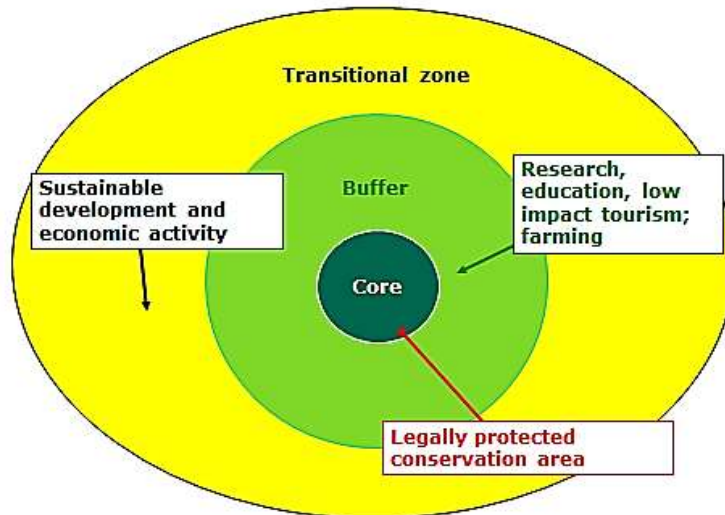 Transitional zone
Sustainable
development and
economic activity
Buffer
Research,
education, low
impact tourism;
farming
Core
Legally protected
conservation area